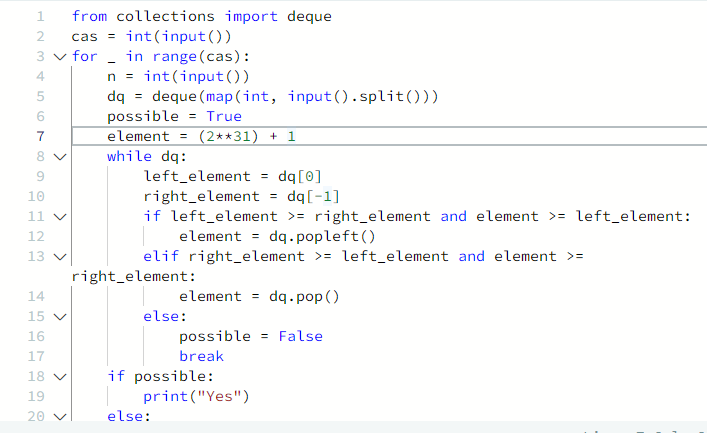 1 from collections import deque
2 cas = int(input())
3 for _ in range(cas):
4 n = int(input())
5 dq = deque(map(int, input().split()))
6 possible = True
7 element = (2**31) + 1
8 while dq:
9 left_element = dq[0]
10 right_element = dq[-1]
11 if left_element >= right_element and element >= left_element:
12 element = dq.popleft()
13 elif right_element >= left_element and element >=
right_element:
14 element = dq.pop()
15 else:
16 possible = False
17 break
18 if possible:
19 print("Yes")
20 else: